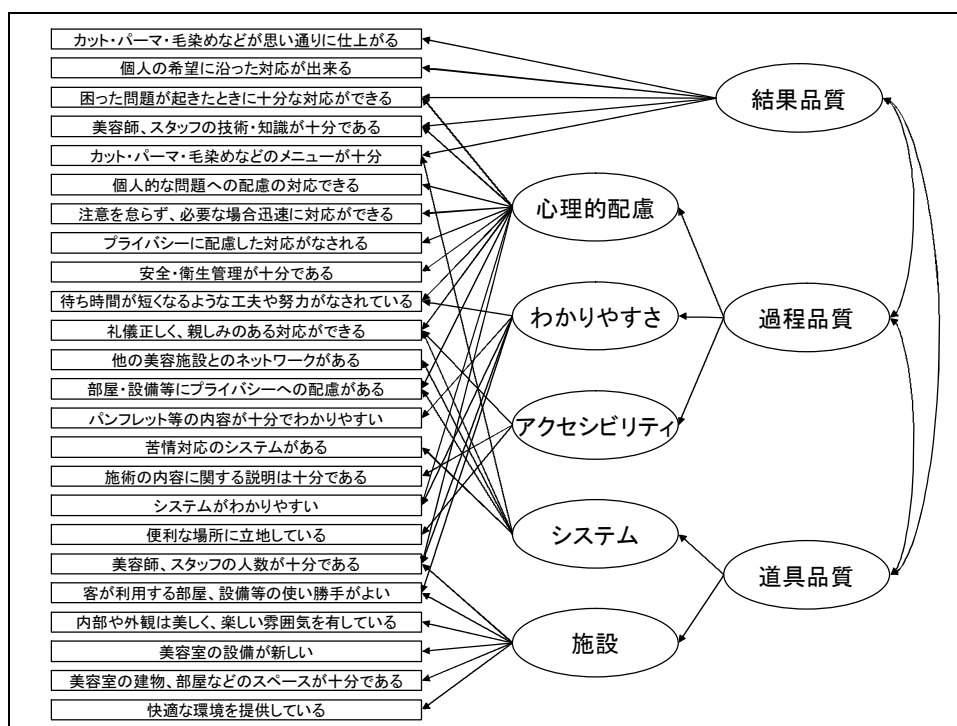 カット・パーマ・毛染めなどが思い通りに仕上がる
個人の希望に沿った対応が出来る
困った問題が起きたときに十分な対応ができる
美容師、スタッフの技術・知識が十分である
カット・パーマ・毛染めなどのメニューが十分
個人的な問題への配慮の対応できる
注意を怠らず、必要な場合迅速に対応ができる
プライバシーに配慮した対応がなされる
安全・衛生管理が十分である
待ち時間が短くなるような工夫や努力がなされている
礼儀正しく、親しみのある対応ができる
他の美容施設とのネットワークがある
部屋・設備等にプライバシーへの配慮がある
パンフレット等の内容が十分でわかりやすい
苦情対応のシステムがある
施術の内容に関する説明は十分である
システムがわかりやすい
便利な場所に立地している
美容師、スタッフの人数が十分である
客が利用する部屋、設備等の使い勝手がよい
内部や外観は美しく、楽しい雰囲気を有している
美容室の設備が新しい
美容室の建物、部屋などのスペースが十分である
快適な環境を提供している
心理的配慮
わかりやすさ
アクセシビリティ
システム
施設
結果品質
過程品質
道具品質